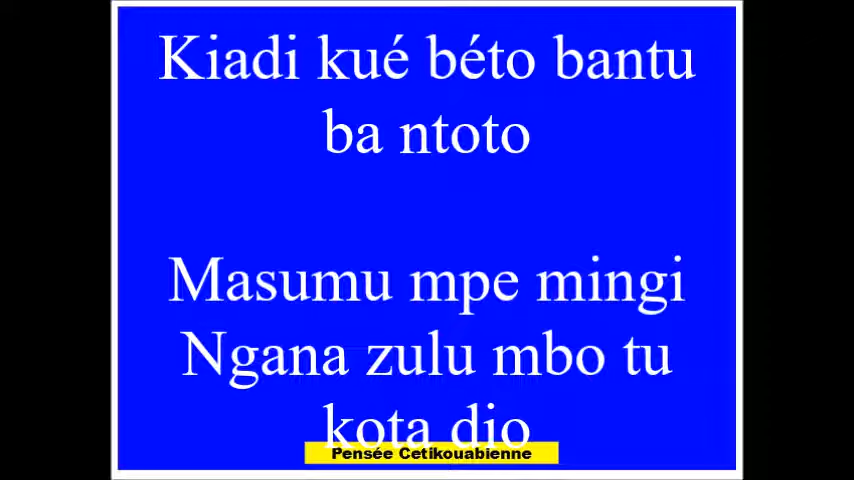 Kiadi kué béto bantu
ba ntoto
Masumu mpe mingi
Ngana zulu mbo tu
kota dio
Pensée Cetikouabienne